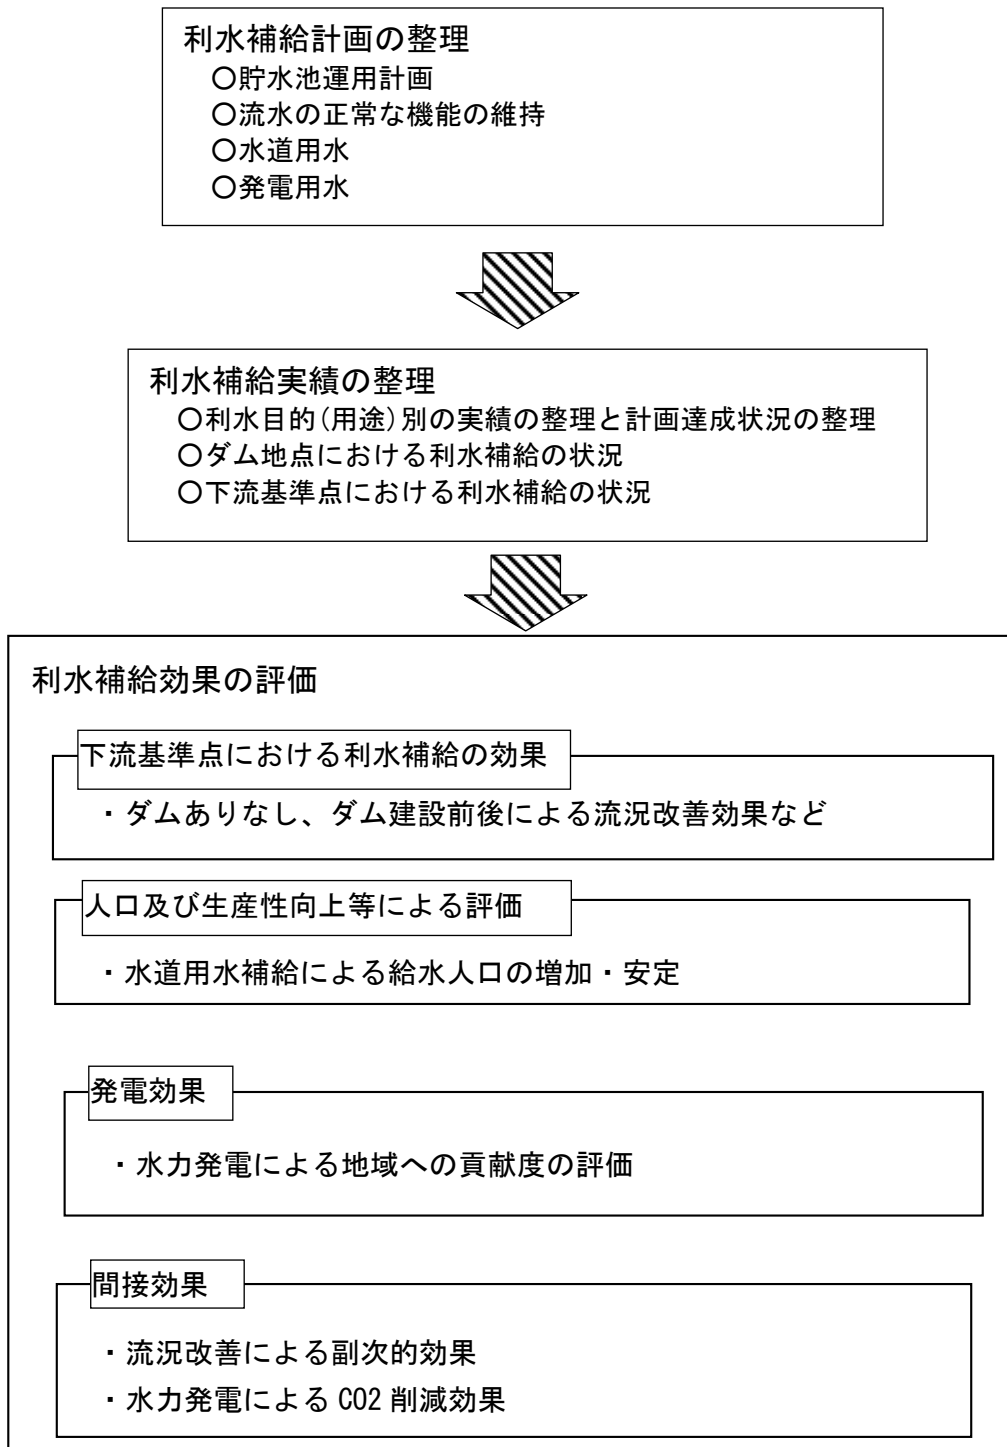 利水補給計画の整理
○貯水池運用計画
○流水の正常な機能の維持
○水道用水
○発電用水
利水補給実績の整理
○利水目的(用途)別の実績の整理と計画達成状況の整理
○ダム地点における利水補給の状況
○下流基準点における利水補給の状況
利水補給効果の評価
下流基準点における利水補給の効果
・ダムありなし、ダム建設前後による流況改善効果など
人口及び生産性向上等による評価
・水道用水補給による給水人口の増加・安定
発電効果
・水力発電による地域への貢献度の評価
間接効果
・流況改善による副次的効果
・水力発電による CO2 削減効果